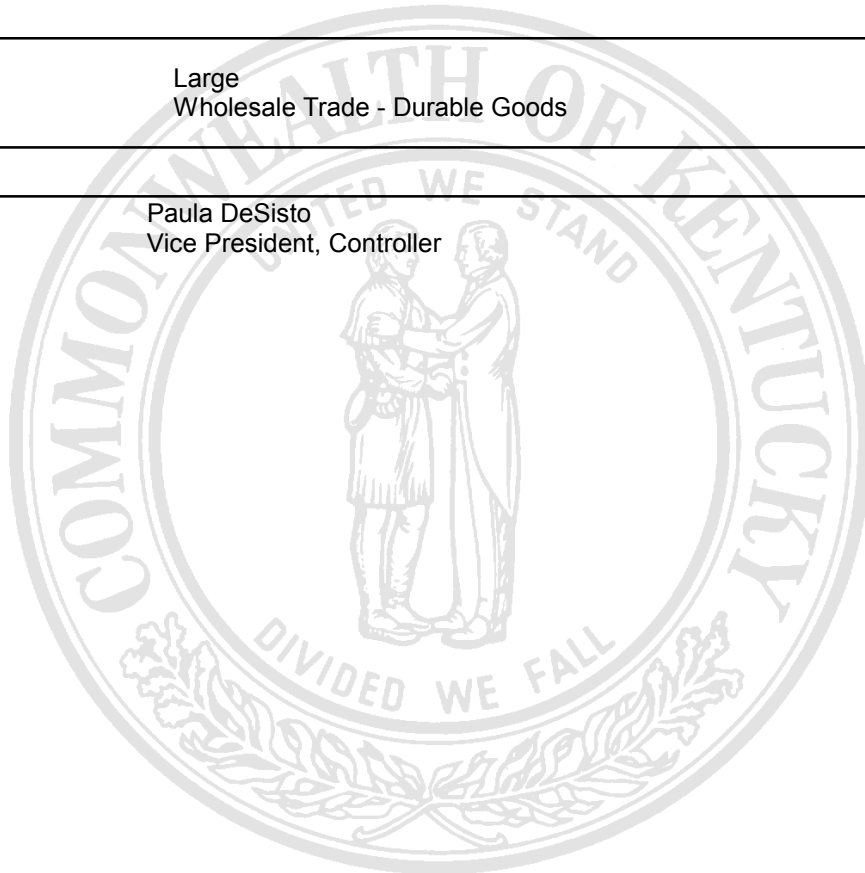 Large
Wholesale Trade - Durable Goods
Paula DeSisto
Vice President, Controller
COMMONWEALTH OF KENTUCKY
UNITED WE STAND
DIVIDED WE FALL